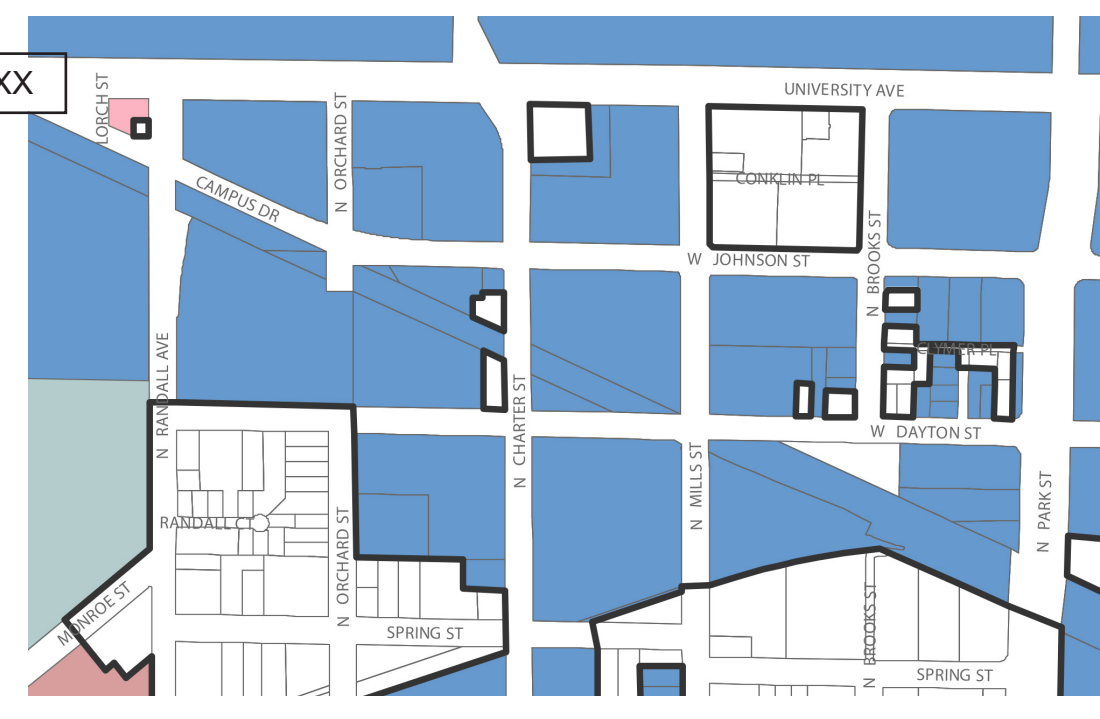 XX
LORCH ST
N ORCHARD ST
UNIVERSITY AVE
CONKLIN PL
CAMPUS DR
W JOHNSON ST
N BROOKS ST
CLYMER PL
N RANDALL AVE
N CHARTER ST
W DAYTON ST
N MILLS ST
N PARK ST
RANDALL CT
N ORCHARD ST
MONROE ST
SPRING ST
N BROOKS ST
SPRING ST